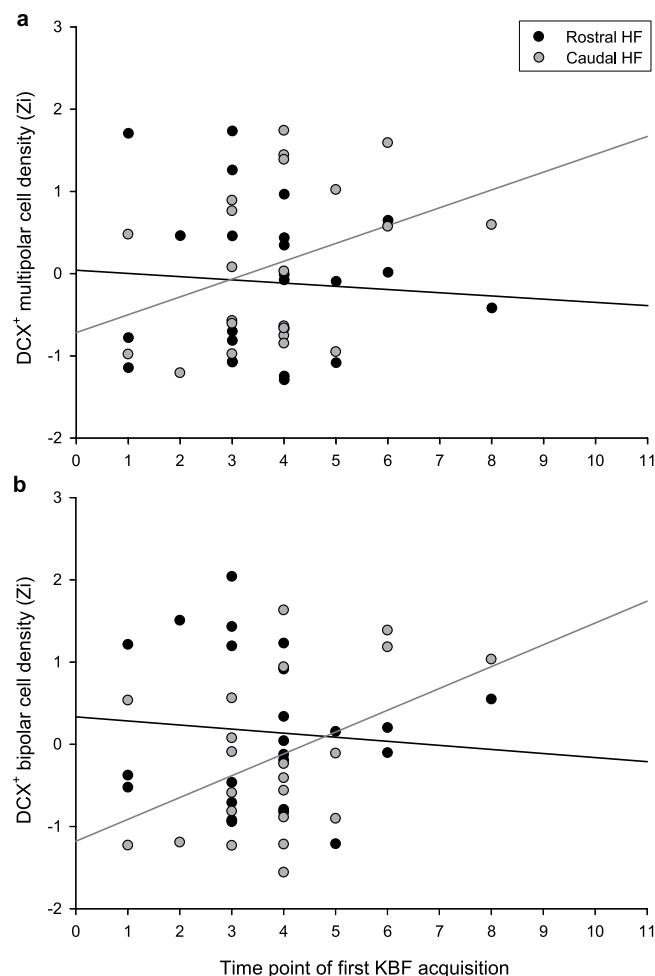 a
Rostral HF
Caudal HF
3
2
1
0
-1
-2
DCX⁺ multipolar cell density (Zi)
0 1 2 3 4 5 6 7 8 9 10 11
b
3
2
1
0
-1
-2
DCX⁺ bipolar cell density (Zi)
0 1 2 3 4 5 6 7 8 9 10 11
Time point of first KBF acquisition